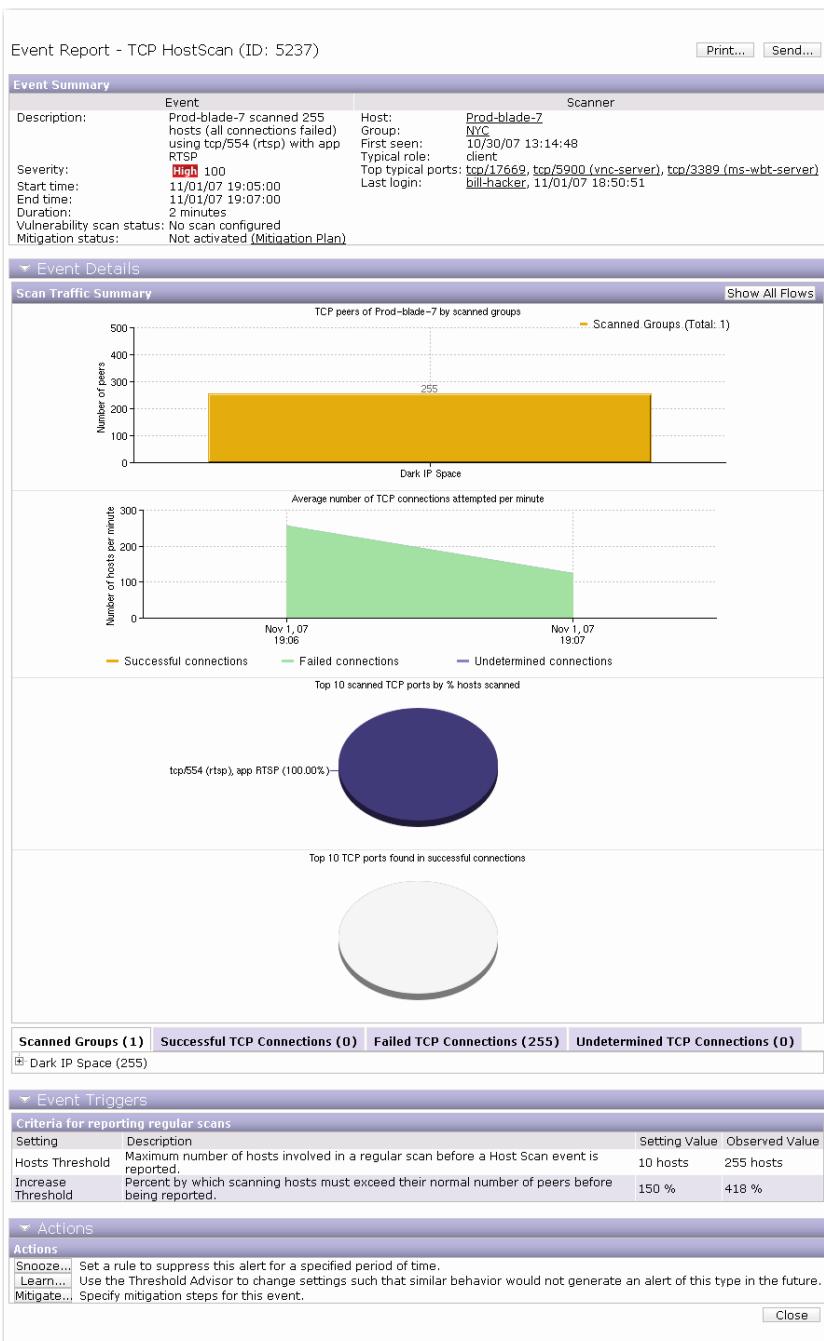 Event Report - TCP HostScan (ID: 5237)
Print... Send...
Event Summary
Event
Description: Prod-blade-7 scanned 255
hosts (all connections failed)
using tcp/554 (rtsp) with app
RTSP
Severity: High 100
Start time: 11/01/07 19:05:00
End time: 11/01/07 19:07:00
Duration: 2 minutes
Vulnerability scan status: No scan configured
Mitigation status: Not activated (Mitigation Plan)
Scanner
Host: Prod-blade-7
Group: NYC
First seen: 10/30/07 13:14:48
Typical role: client
Top typical ports: tcp/17669, tcp/5900 (vnc-server), tcp/3389 (ms-wbt-server)
Last login: bill-hacker, 11/01/07 18:50:51
Event Details
Scan Traffic Summary
Show All Flows
TCP peers of Prod-blade-7 by scanned groups
Scanned Groups (Total: 1)
Number of peers
500
400
300
200
100
0
255
Dark IP Space
Average number of TCP connections attempted per minute
Number of hosts per minute
300
200
100
0
Nov 1, 07
19:06
Nov 1, 07
19:07
Successful connections Failed connections Undetermined connections
Top 10 scanned TCP ports by % hosts scanned
tcp/554 (rtsp), app RTSP (100.00%)
Top 10 TCP ports found in successful connections
Scanned Groups (1) Successful TCP Connections (0) Failed TCP Connections (255) Undetermined TCP Connections (0)
Dark IP Space (255)
Event Triggers
Criteria for reporting regular scans
Setting Description Setting Value Observed Value
Hosts Threshold Maximum number of hosts involved in a regular scan before a Host Scan event is
reported. 10 hosts 255 hosts
Increase
Threshold Percent by which scanning hosts must exceed their normal number of peers before
being reported. 150 % 418 %
Actions
Actions
Snooze... Set a rule to suppress this alert for a specified period of time.
Learn... Use the Threshold Advisor to change settings such that similar behavior would not generate an alert of this type in the future.
Mitigate... Specify mitigation steps for this event.
Close